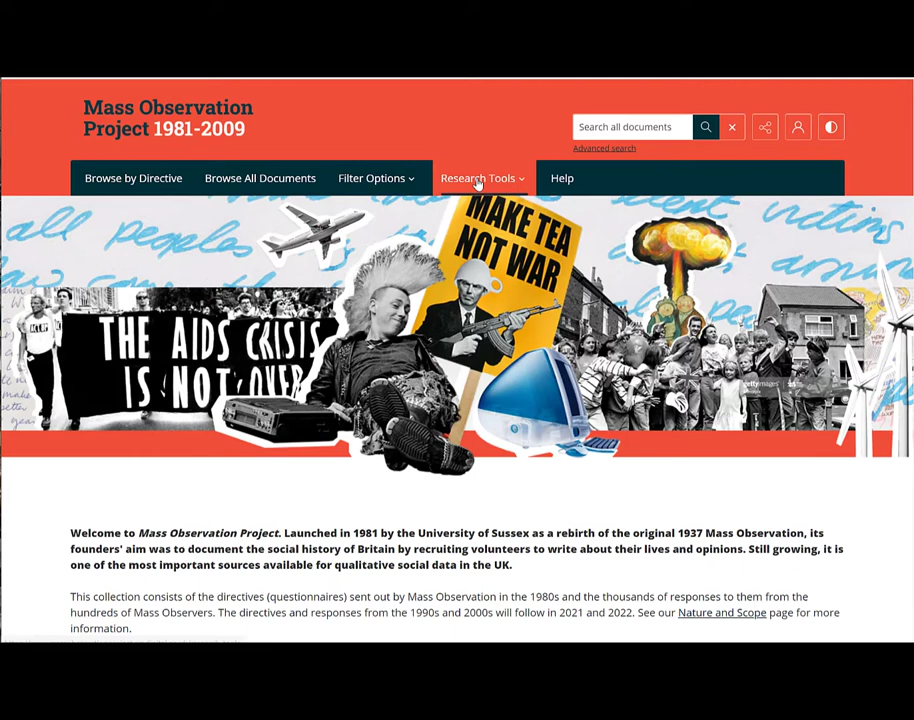 Mass Observation
Project 1981-2009
Search all documents
Advanced search
Browse by Directive
Browse All Documents
Filter Options
Research Tools
Help
all peoples
MAKE TEA
NOT WAR
THE AIDS CRISIS
IS NOT OVER
gettyimages
Welcome to Mass Observation Project. Launched in 1981 by the University of Sussex as a rebirth of the original 1937 Mass Observation, its
founders' aim was to document the social history of Britain by recruiting volunteers to write about their lives and opinions. Still growing, it is
one of the most important sources available for qualitative social data in the UK.
This collection consists of the directives (questionnaires) sent out by Mass Observation in the 1980s and the thousands of responses to them from the
hundreds of Mass Observers. The directives and responses from the 1990s and 2000s will follow in 2021 and 2022. See our Nature and Scope page for more
information.